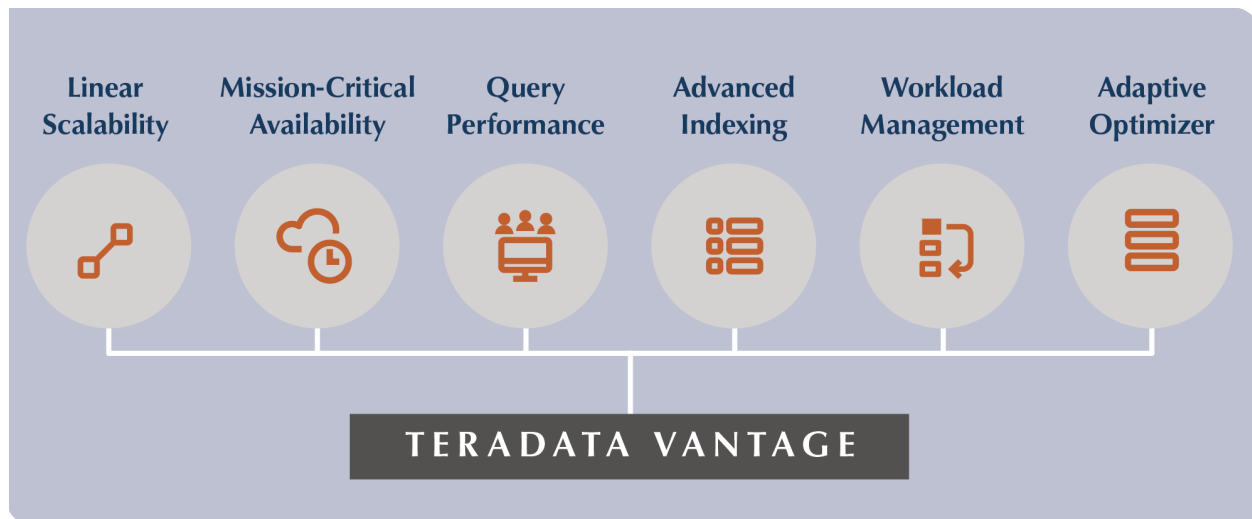 Linear
Scalability
Mission-Critical
Availability
Query
Performance
Advanced
Indexing
Workload
Management
Adaptive
Optimizer
TERADATA VANTAGE